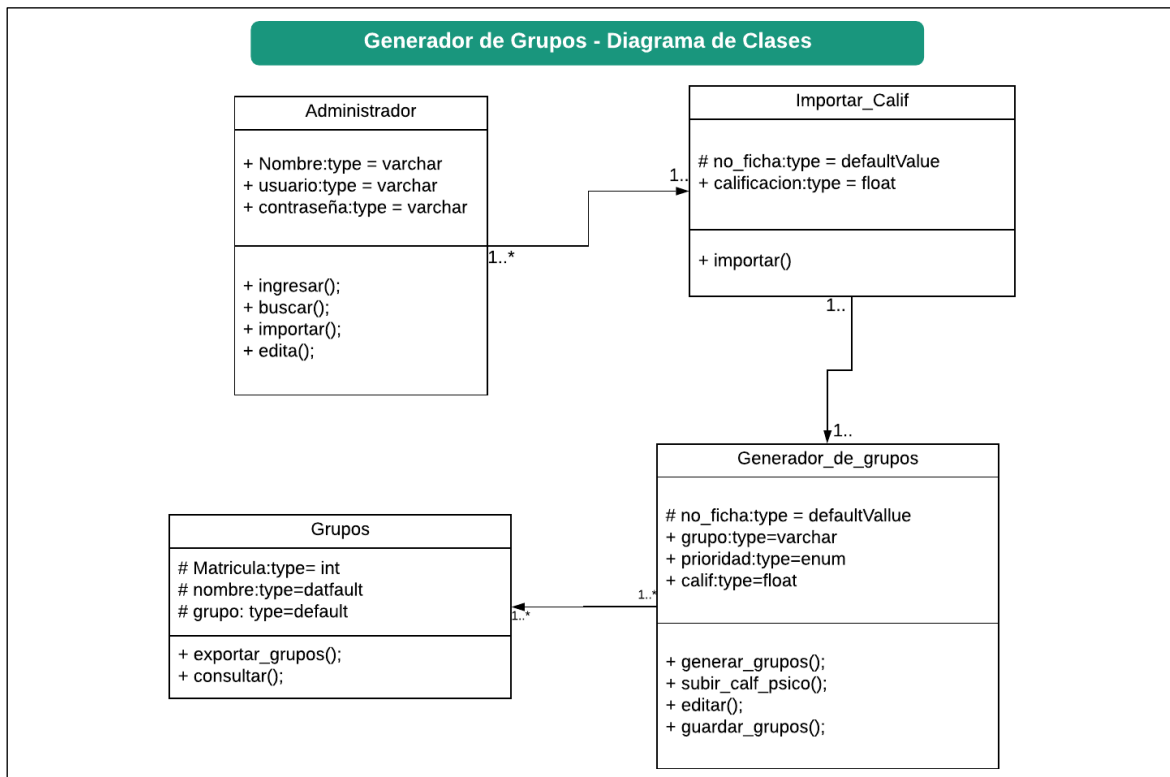 Generador de Grupos - Diagrama de Clases
Administrador
+ Nombre:type = varchar
+ usuario:type = varchar
+ contraseña:type = varchar
+ ingresar();
+ buscar();
+ importar();
+ edita();
1..*
1..
Importar_Calif
# no_ficha:type = defaultValue
+ calificacion:type = float
+ importar()
1..
1..
Generador_de_grupos
# no_ficha:type = defaultVallue
+ grupo:type=varchar
+ prioridad:type=enum
+ calif:type=float
+ generar_grupos();
+ subir_calf_psico();
+ editar();
+ guardar_grupos();
1..*
1..*
Grupos
# Matricula:type= int
# nombre:type=datfault
# grupo: type=default
+ exportar_grupos();
+ consultar();